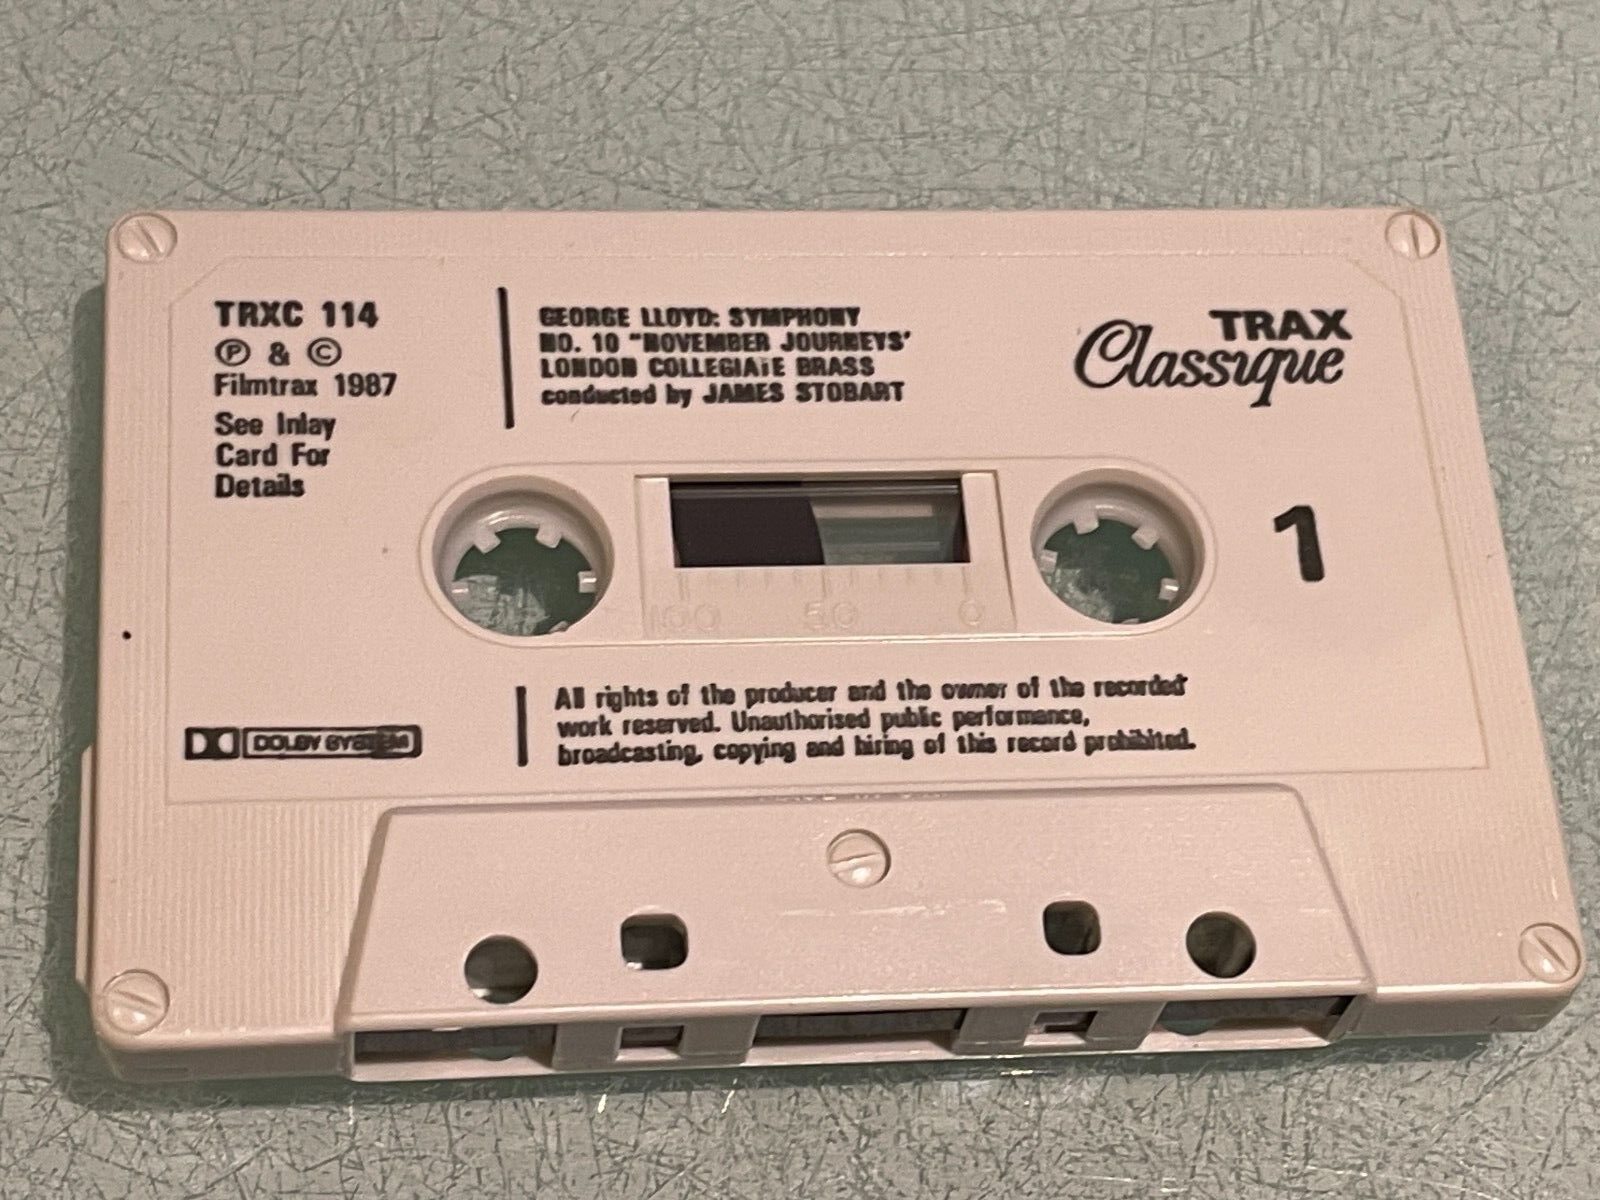 TRXC 114
Ⓟ & ©
Filmtrax 1987
See Inlay
Card For
Details
GEORGE LLOYD: SYMPHONY
NO. 10 "NOVEMBER JOURNEYS'
LONDON COLLEGIATE BRASS
conducted by JAMES STOBART
TRAX
Classique
1
100 50 0
DOLBY SYSTEM
All rights of the producer and the owner of the recorded
work reserved. Unauthorised public performance,
broadcasting, copying and hiring of this record prohibited.